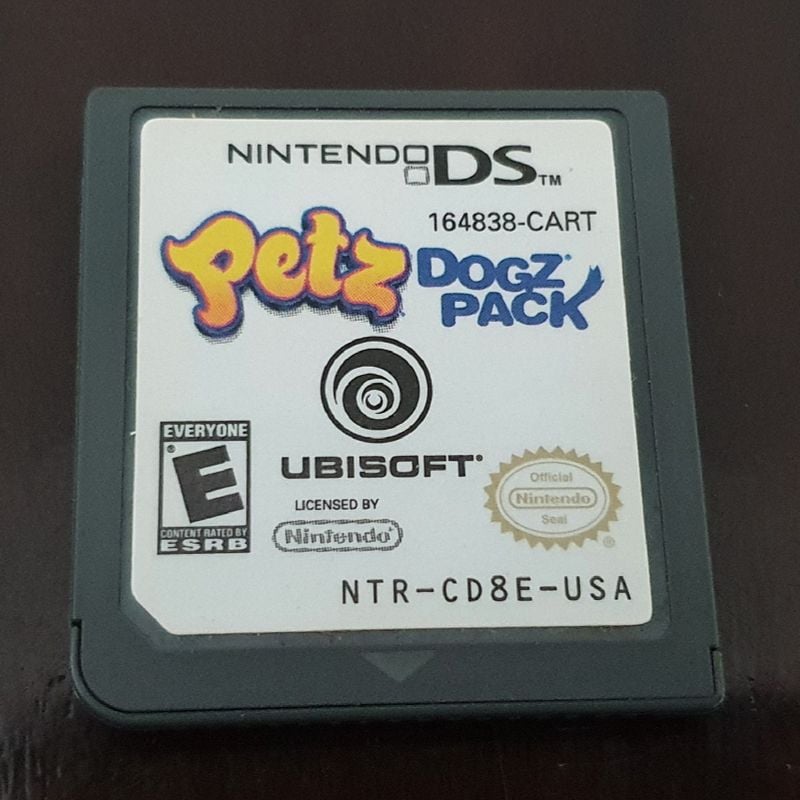 NINTENDO DS™
164838-CART
Petz DOGZ®
PACK
UBISOFT®
EVERYONE
E
CONTENT RATED BY
ESRB
LICENSED BY
Nintendo®
Official
Nintendo
Seal
®
NTR-CD8E-USA